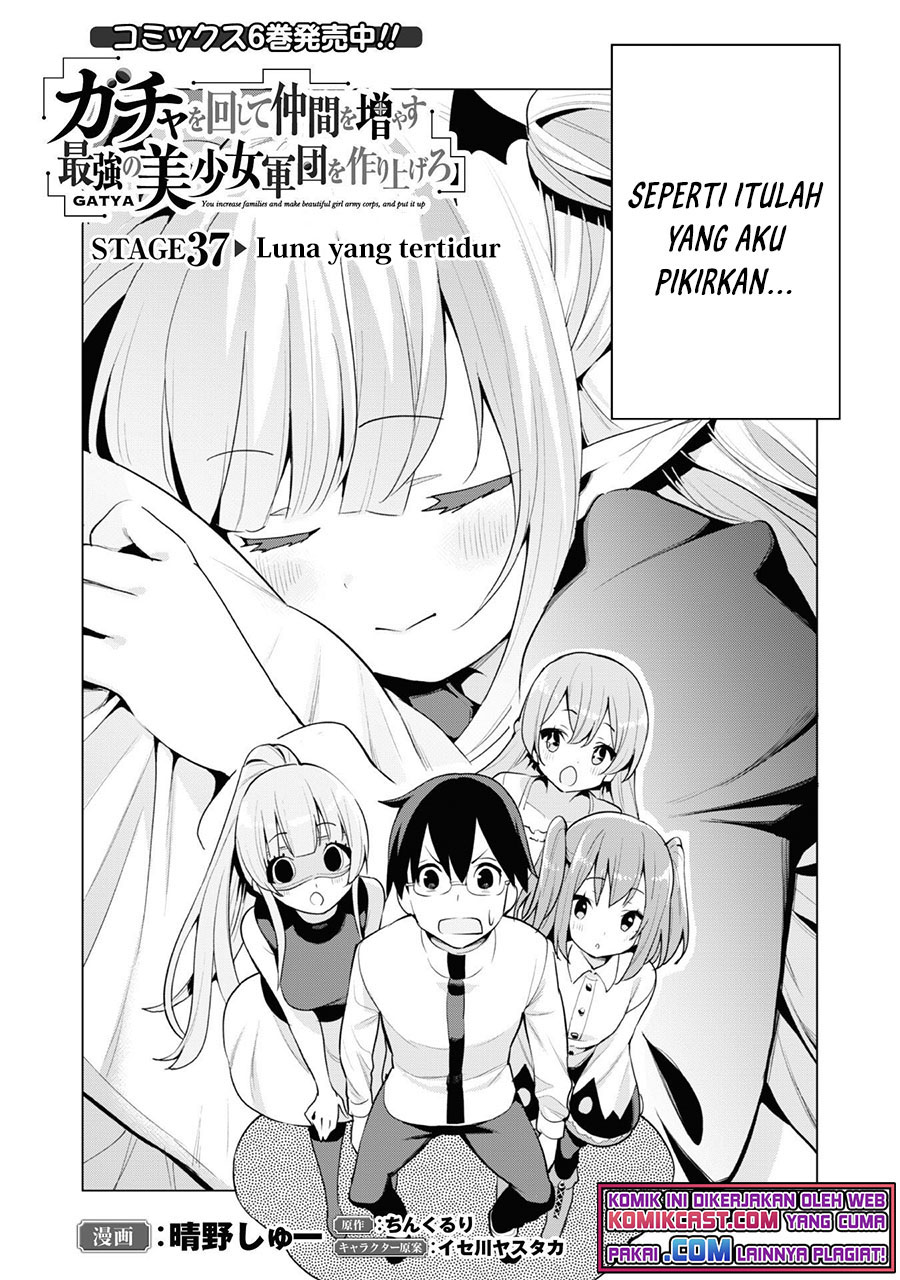 コミックス6巻発売中!!
ガチャを回して仲間を増やす
最強の美少女軍団を作り上げろ
GATYA
You increase families and make beautiful girl army corps, and put it up
STAGE37 Luna yang tertidur
SEPERTI ITULAH
YANG AKU
PIKIRKAN...
漫画：晴野しゅー
原作：ちんくるり
キャラクター原案：イセ川ヤスタカ
KOMIK INI DIKERJAKAN OLEH WEB
KOMIKCAST.COM YANG CUMA
PAKAI .COM LAINNYA PLAGIAT!